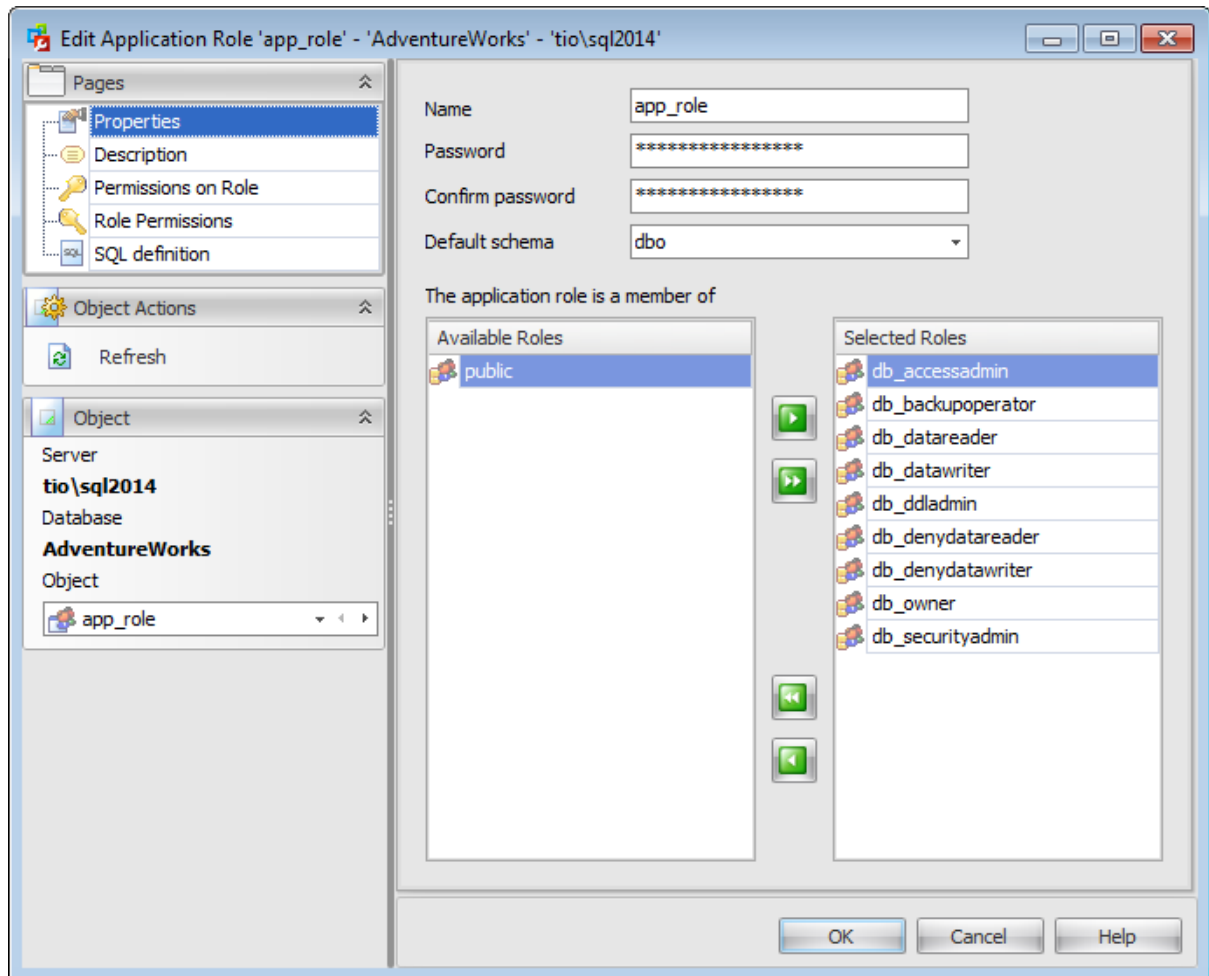 Edit Application Role 'app_role' - 'AdventureWorks' - 'tio\sql2014'
Pages
Properties
Description
Permissions on Role
Role Permissions
SQL
SQL definition
Object Actions
Refresh
Object
Server
tio\sql2014
Database
AdventureWorks
Object
app_role
Name
app_role
Password
****************
Confirm password
****************
Default schema
dbo
The application role is a member of
Available Roles
public
Selected Roles
db_accessadmin
db_backupoperator
db_datareader
db_datawriter
db_ddladmin
db_denydatareader
db_denydatawriter
db_owner
db_securityadmin
OK
Cancel
Help